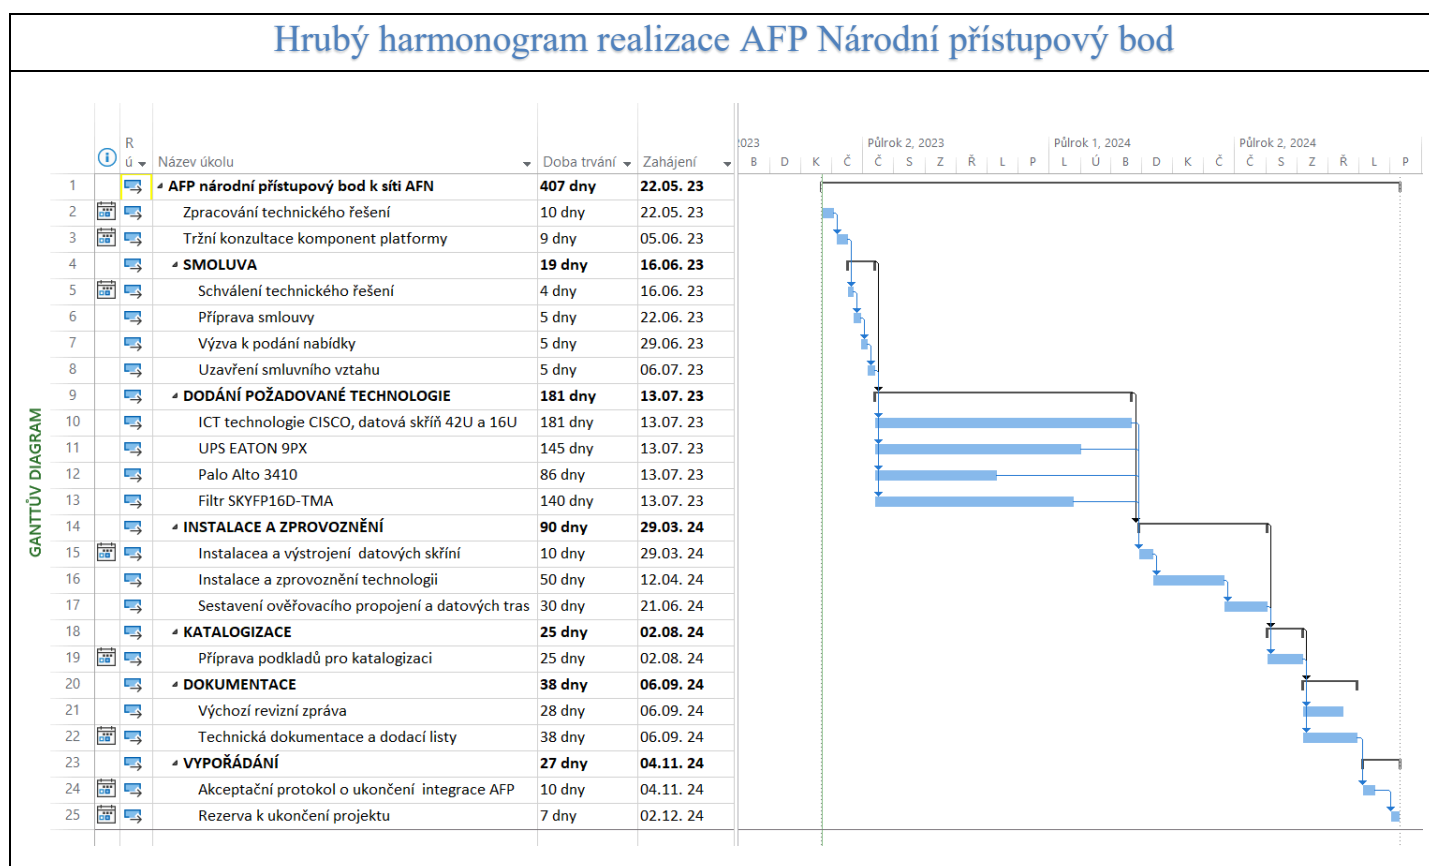 Hrubý harmonogram realizace AFP Národní přístupový bod
R
ú Název úkolu Doba trvání Zahájení
2023 Půlrok 2, 2023 Půlrok 1, 2024 Půlrok 2, 2024
B D K Č Č S Z Ř L P L Ú B D K Č Č S Z Ř L P
1 AFP národní přístupový bod k síti AFN 407 dny 22.05. 23
2 Zpracování technického řešení 10 dny 22.05. 23
3 Tržní konzultace komponent platformy 9 dny 05.06. 23
4 SMOLUVA 19 dny 16.06. 23
5 Schválení technického řešení 4 dny 16.06. 23
6 Příprava smlouvy 5 dny 22.06. 23
7 Výzva k podání nabídky 5 dny 29.06. 23
8 Uzavření smluvního vztahu 5 dny 06.07. 23
9 DODÁNÍ POŽADOVANÉ TECHNOLOGIE 181 dny 13.07. 23
10 ICT technologie CISCO, datová skříň 42U a 16U 181 dny 13.07. 23
11 UPS EATON 9PX 145 dny 13.07. 23
12 Palo Alto 3410 86 dny 13.07. 23
13 Filtr SKYFP16D-TMA 140 dny 13.07. 23
14 INSTALACE A ZPROVOZNĚNÍ 90 dny 29.03. 24
15 Instalacea a výstrojení datových skříní 10 dny 29.03. 24
16 Instalace a zprovoznění technologii 50 dny 12.04. 24
17 Sestavení ověřovacího propojení a datových tras 30 dny 21.06. 24
18 KATALOGIZACE 25 dny 02.08. 24
19 Příprava podkladů pro katalogizaci 25 dny 02.08. 24
20 DOKUMENTACE 38 dny 06.09. 24
21 Výchozí revizní zpráva 28 dny 06.09. 24
22 Technická dokumentace a dodací listy 38 dny 06.09. 24
23 VYPOŘÁDÁNÍ 27 dny 04.11. 24
24 Akceptační protokol o ukončení integrace AFP 10 dny 04.11. 24
25 Rezerva k ukončení projektu 7 dny 02.12. 24
GANTTŮV DIAGRAM